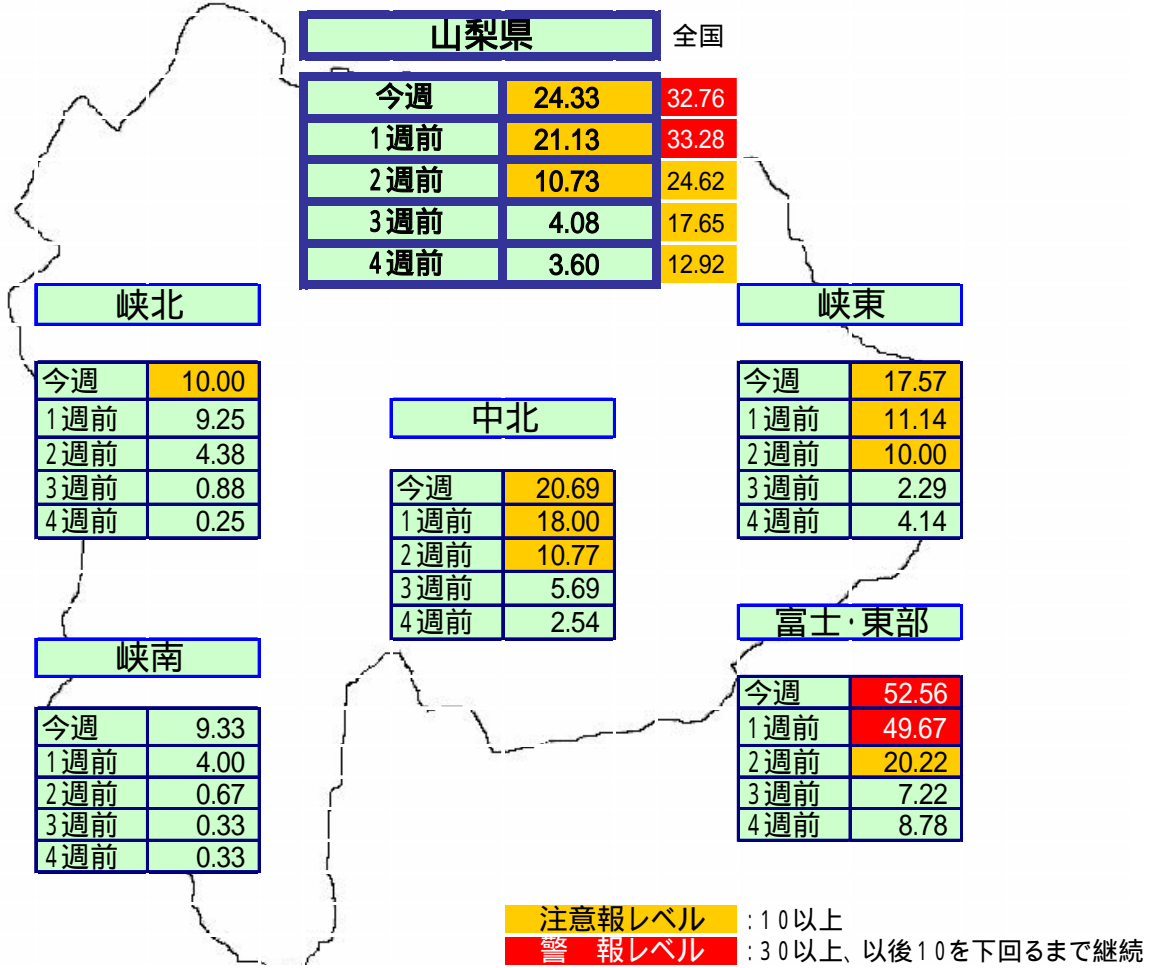 山梨県 全国
今週 24.33 32.76
1週前 21.13 33.28
2週前 10.73 24.62
3週前 4.08 17.65
4週前 3.60 12.92
峡北
今週 10.00
1週前 9.25
2週前 4.38
3週前 0.88
4週前 0.25
中北
今週 20.69
1週前 18.00
2週前 10.77
3週前 5.69
4週前 2.54
峡東
今週 17.57
1週前 11.14
2週前 10.00
3週前 2.29
4週前 4.14
峡南
今週 9.33
1週前 4.00
2週前 0.67
3週前 0.33
4週前 0.33
富士・東部
今週 52.56
1週前 49.67
2週前 20.22
3週前 7.22
4週前 8.78
注意報レベル :10以上
警 報レベル :30以上、以後10を下回るまで継続